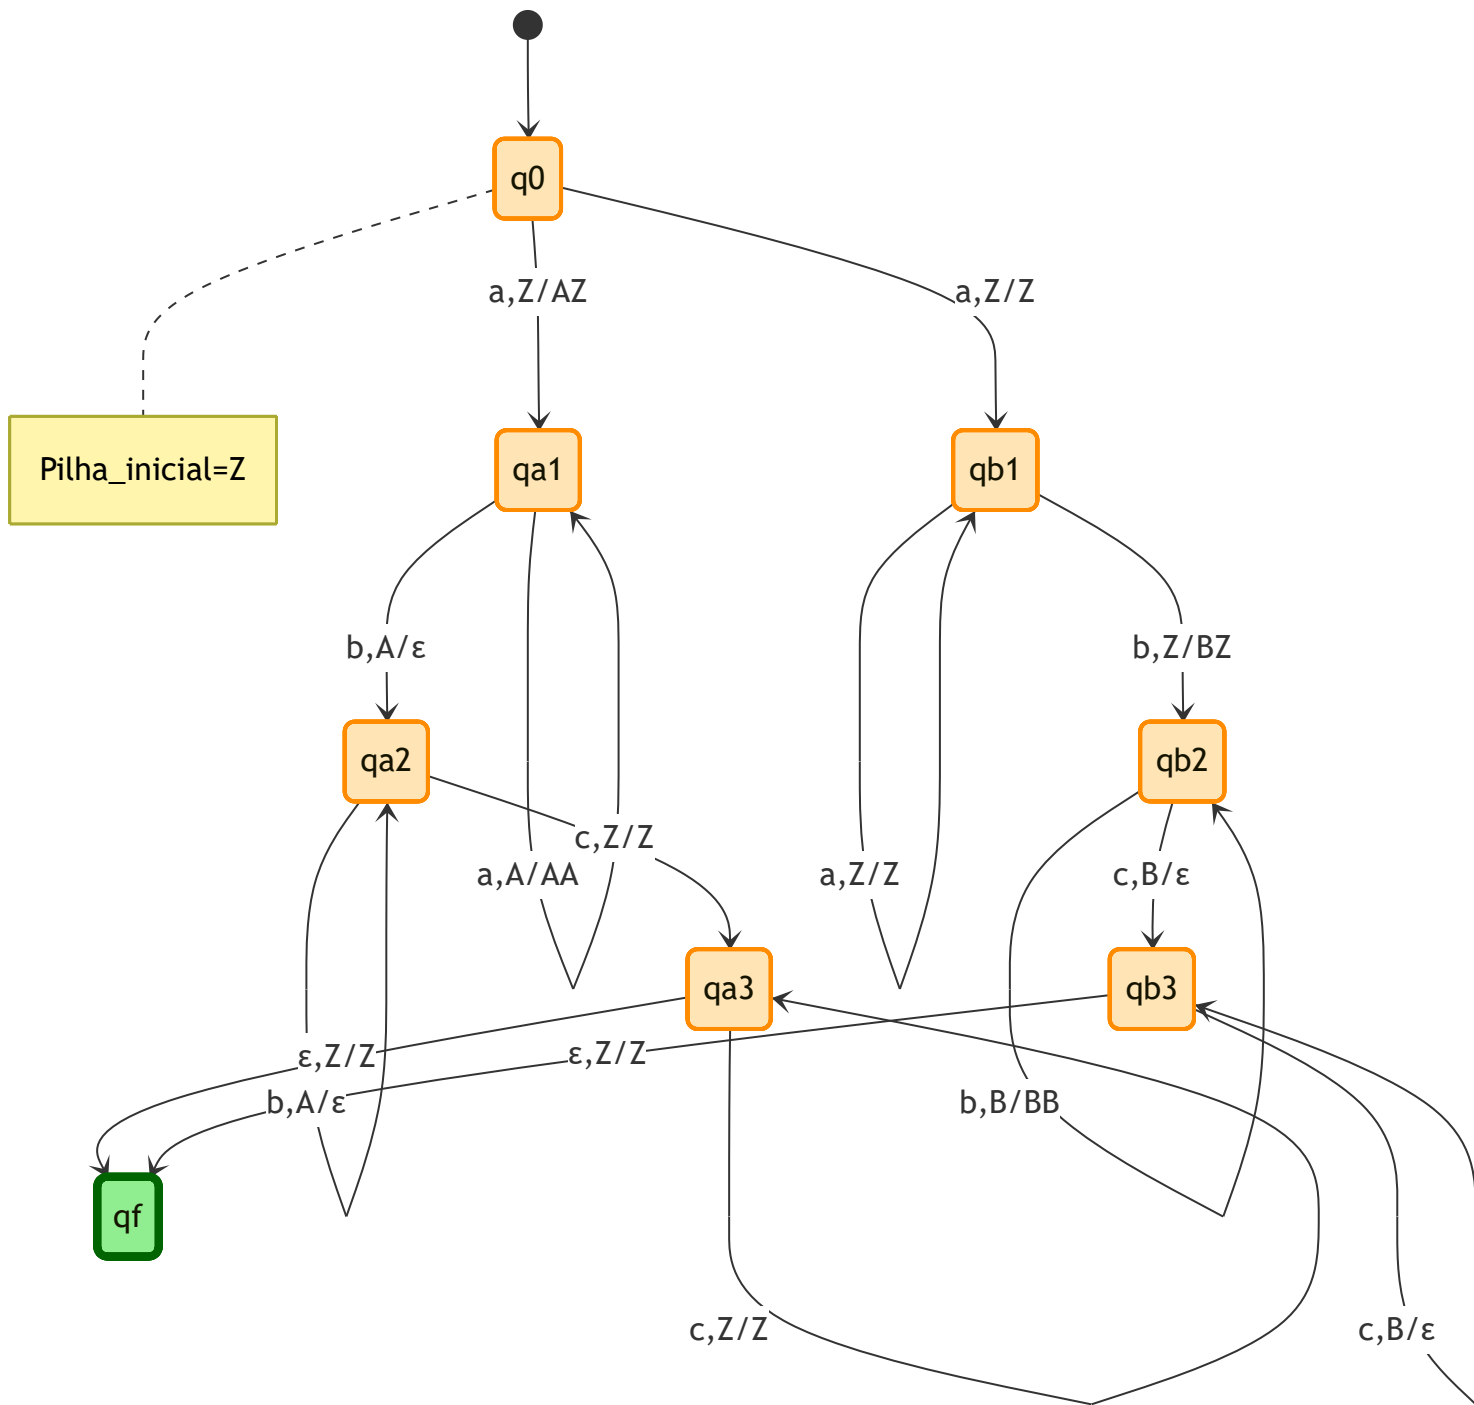 q0
a,Z/AZ
a,Z/Z
Pilha_inicial=Z
qa1
qb1
b,A/ε
b,Z/BZ
qa2
qb2
c,Z/Z
a,A/AA
a,Z/Z
c,B/ε
qa3
qb3
ε,Z/Z
ε,Z/Z
b,A/ε
b,B/BB
qf
c,Z/Z
c,B/ε